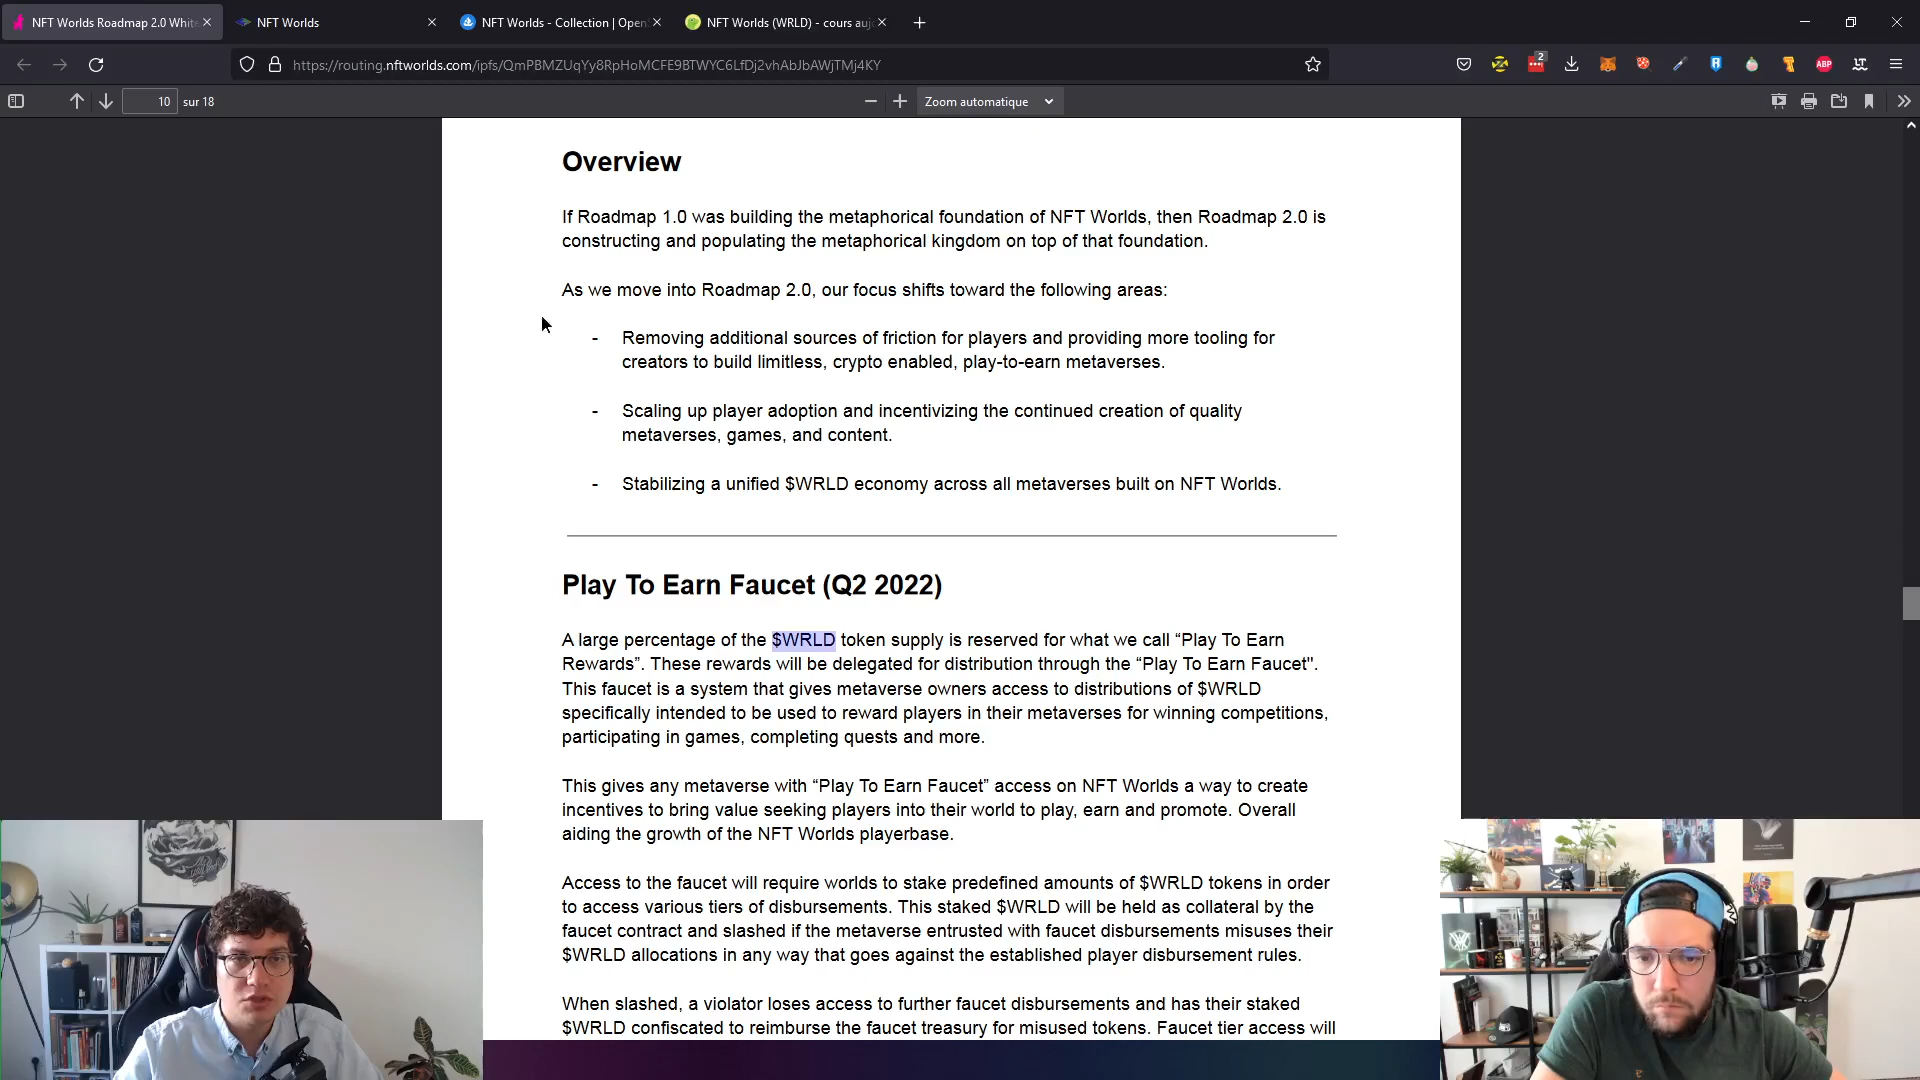 NFT Worlds Roadmap 2.0 White
NFT Worlds
NFT Worlds - Collection | Open
NFT Worlds (WRLD) - cours auj
https://routing.nftworlds.com/ipfs/QmPBMZUqYy8RpHoMCFE9BTWYC6LfDj2vhAbJbAWjTMj4KY
2
ABP
10 sur 18
Zoom automatique
Overview
If Roadmap 1.0 was building the metaphorical foundation of NFT Worlds, then Roadmap 2.0 is
constructing and populating the metaphorical kingdom on top of that foundation.
As we move into Roadmap 2.0, our focus shifts toward the following areas:
- Removing additional sources of friction for players and providing more tooling for
creators to build limitless, crypto enabled, play-to-earn metaverses.
- Scaling up player adoption and incentivizing the continued creation of quality
metaverses, games, and content.
- Stabilizing a unified $WRLD economy across all metaverses built on NFT Worlds.
Play To Earn Faucet (Q2 2022)
A large percentage of the $WRLD token supply is reserved for what we call “Play To Earn
Rewards”. These rewards will be delegated for distribution through the “Play To Earn Faucet".
This faucet is a system that gives metaverse owners access to distributions of $WRLD
specifically intended to be used to reward players in their metaverses for winning competitions,
participating in games, completing quests and more.
This gives any metaverse with “Play To Earn Faucet” access on NFT Worlds a way to create
incentives to bring value seeking players into their world to play, earn and promote. Overall
aiding the growth of the NFT Worlds playerbase.
Access to the faucet will require worlds to stake predefined amounts of $WRLD tokens in order
to access various tiers of disbursements. This staked $WRLD will be held as collateral by the
faucet contract and slashed if the metaverse entrusted with faucet disbursements misuses their
$WRLD allocations in any way that goes against the established player disbursement rules.
When slashed, a violator loses access to further faucet disbursements and has their staked
$WRLD confiscated to reimburse the faucet treasury for misused tokens. Faucet tier access will